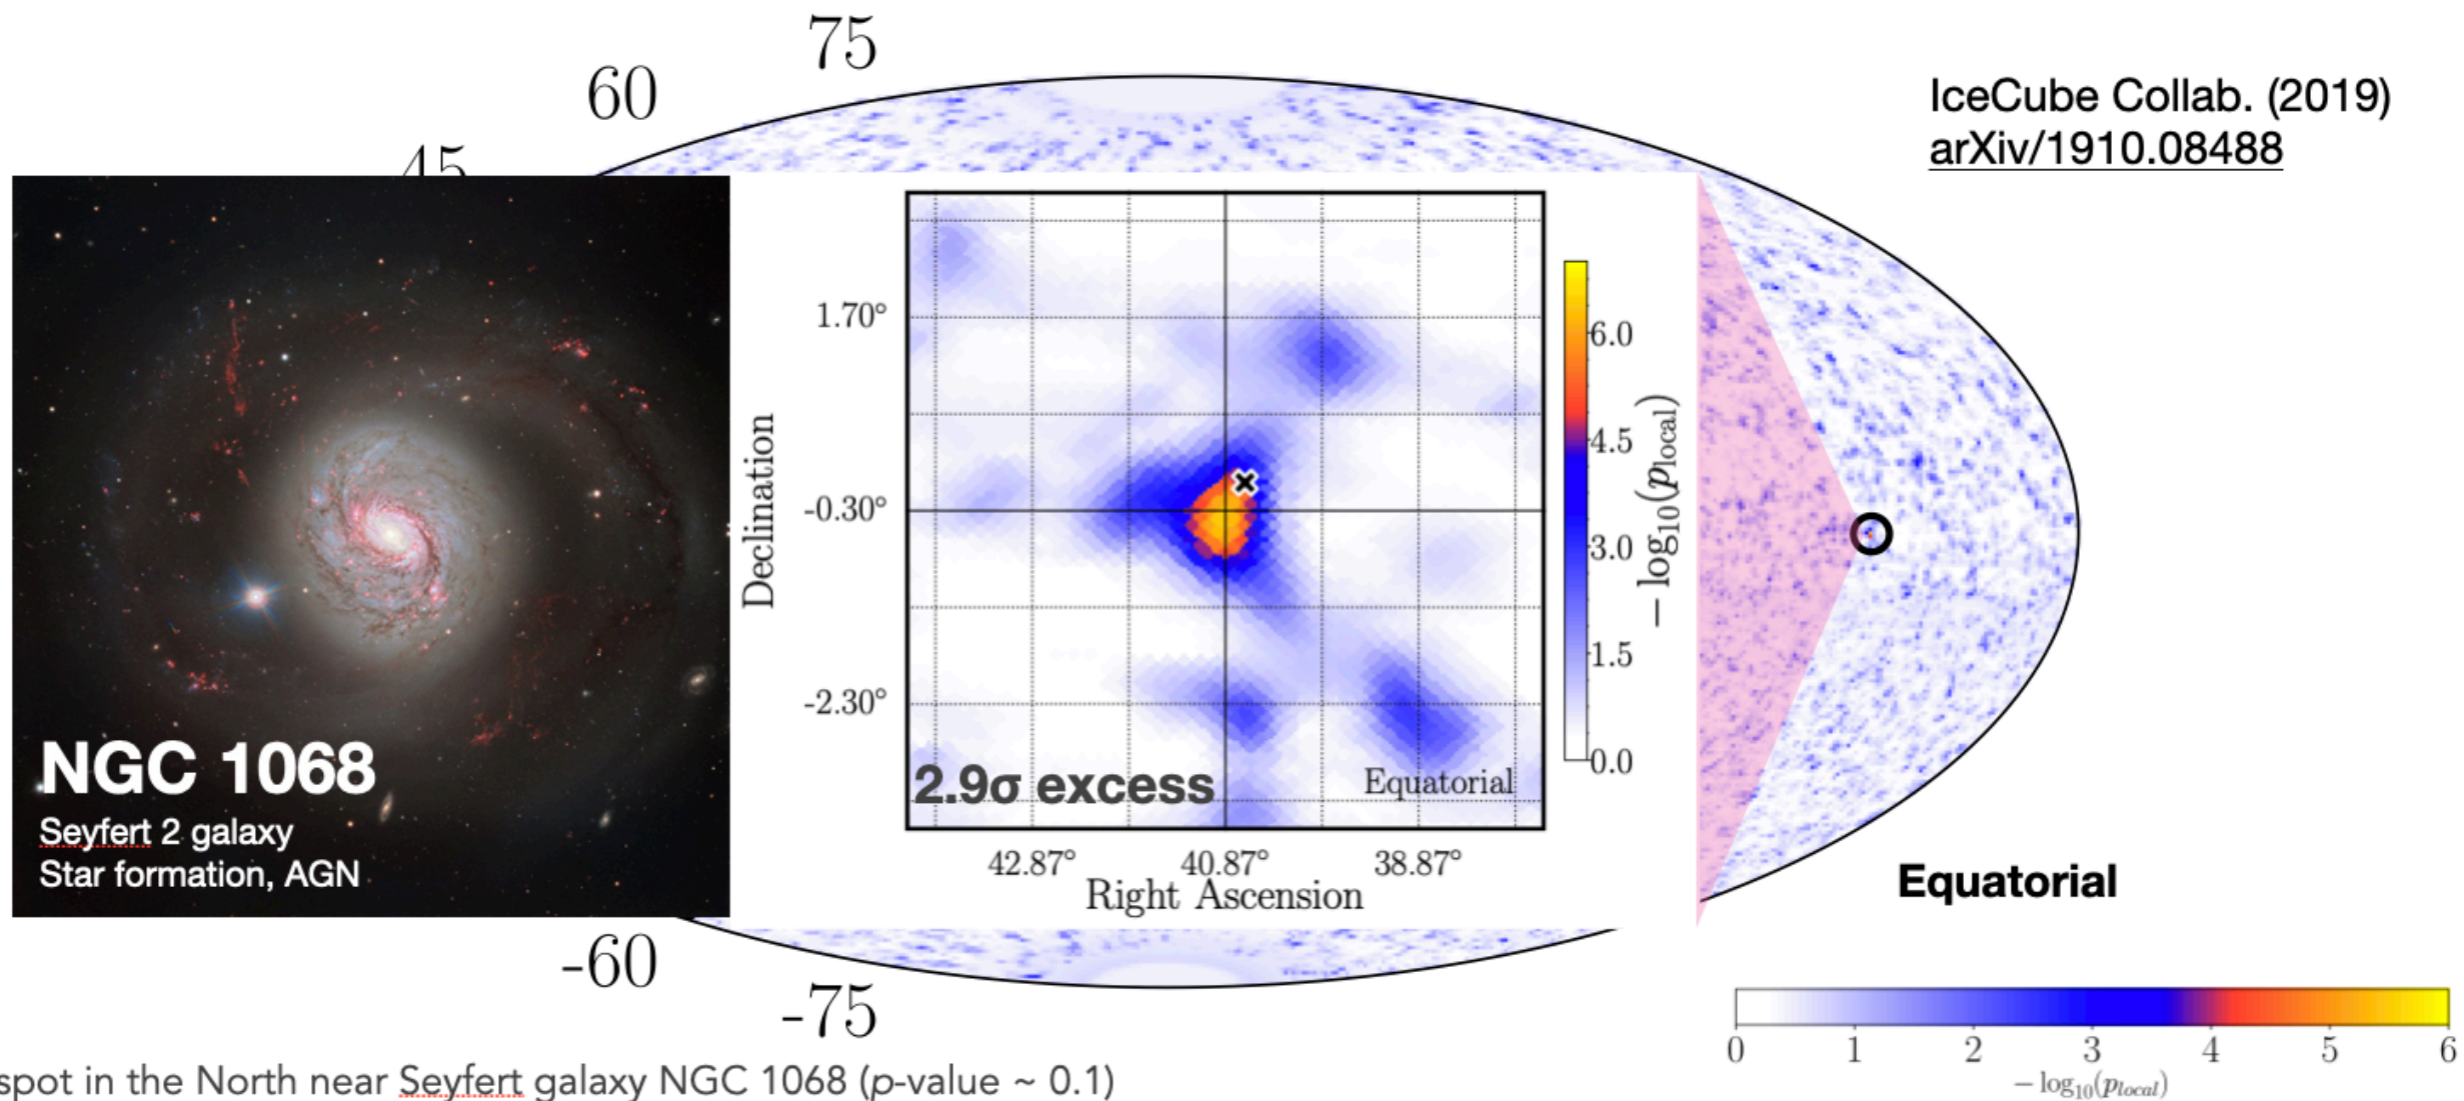 75
60
45
IceCube Collab. (2019)
arXiv/1910.08488
NGC 1068
Seyfert 2 galaxy
Star formation, AGN
Declination
1.70°
-0.30°
-2.30°
2.9σ excess
Equatorial
42.87° 40.87° 38.87°
Right Ascension
6.0
4.5
3.0
1.5
0.0
− log₁₀(p_local)
Equatorial
-60
-75
0 1 2 3 4 5 6
− log₁₀(p_local)
spot in the North near Seyfert galaxy NGC 1068 (p-value ~ 0.1)